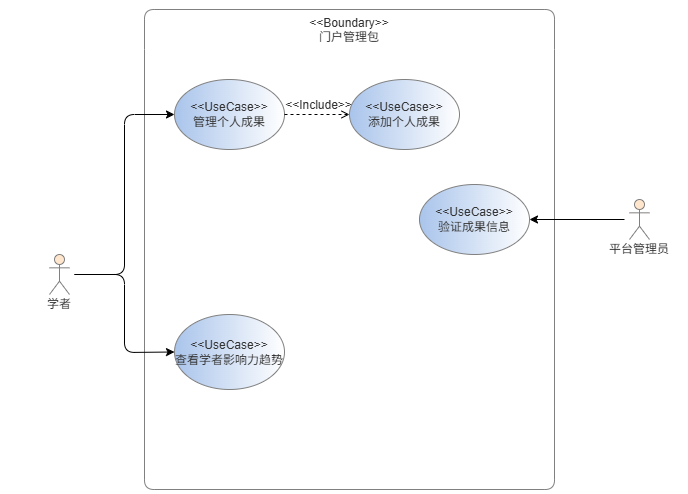 <<Boundary>>
门户管理包
<<UseCase>>
管理个人成果
<<Include>>
<<UseCase>>
添加个人成果
<<UseCase>>
验证成果信息
平台管理员
学者
<<UseCase>>
查看学者影响力趋势